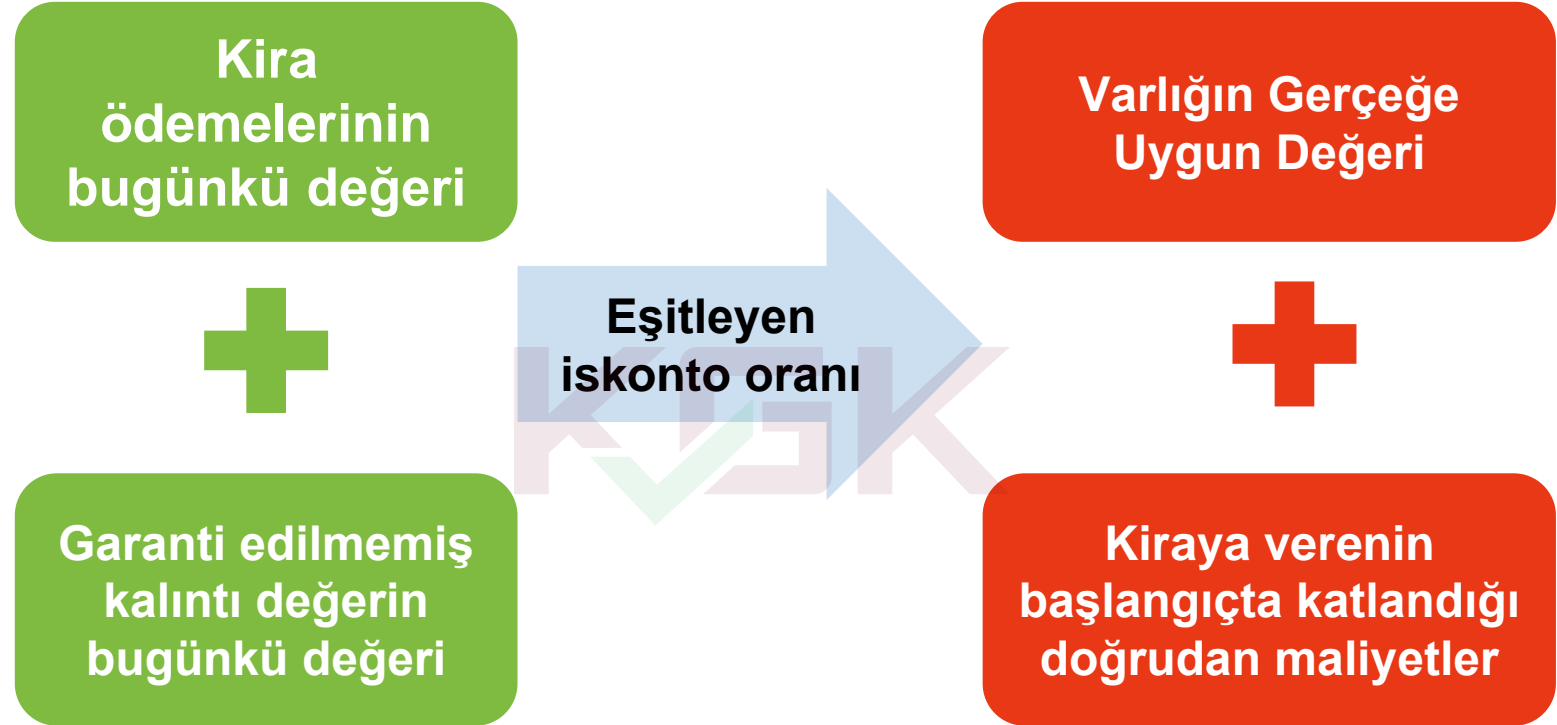 Kira
ödemelerinin
bugünkü değeri
Varlığın Gerçeğe
Uygun Değeri
Eşitleyen
iskonto oranı
KGK
Garanti edilmemiş
kalıntı değerin
bugünkü değeri
Kiraya verenin
başlangıçta katlandığı
doğrudan maliyetler